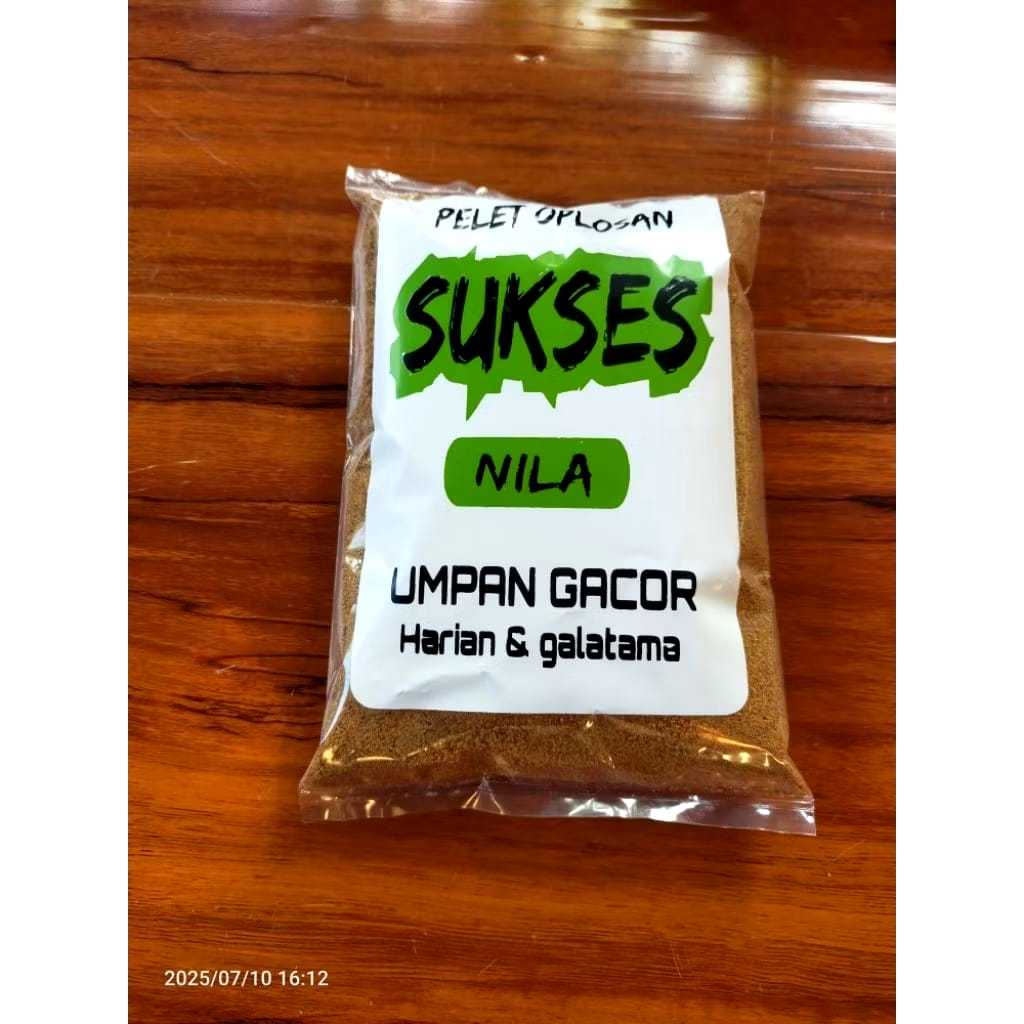 PELET OPLOSAN
SUKSES
NILA
UMPAN GACOR
Harian & galatama
2025/07/10 16:12